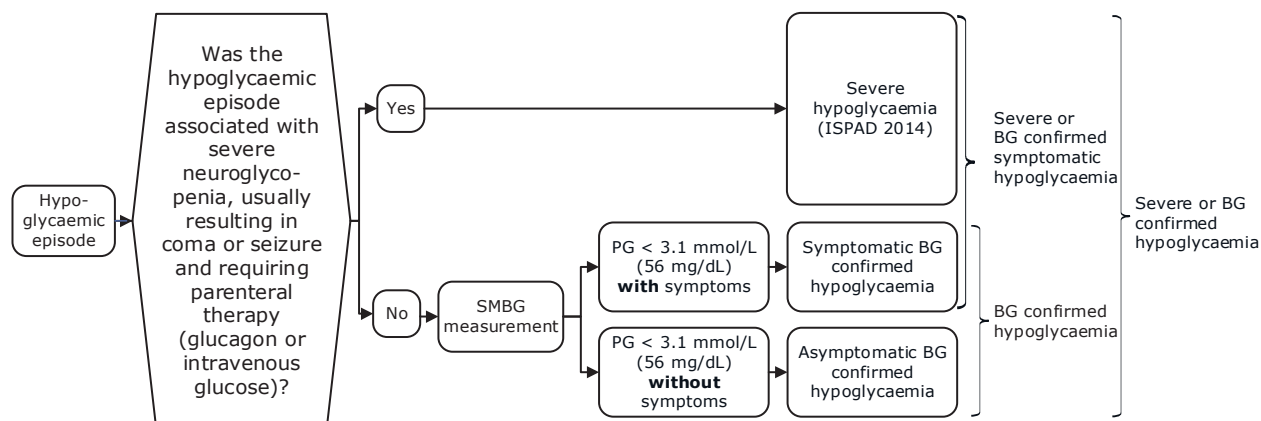 Hypo-
glycaemic
episode
Was the
hypoglycaemic
episode
associated with
severe
neuroglyco-
penia, usually
resulting in
coma or seizure
and requiring
parenteral
therapy
(glucagon or
intravenous
glucose)?
Yes
No
SMBG
measurement
PG < 3.1 mmol/L
(56 mg/dL)
with symptoms
PG < 3.1 mmol/L
(56 mg/dL)
without
symptoms
Severe
hypoglycaemia
(ISPAD 2014)
Symptomatic BG
confirmed
hypoglycaemia
Asymptomatic BG
confirmed
hypoglycaemia
Severe or
BG confirmed
symptomatic
hypoglycaemia
BG confirmed
hypoglycaemia
Severe or BG
confirmed
hypoglycaemia